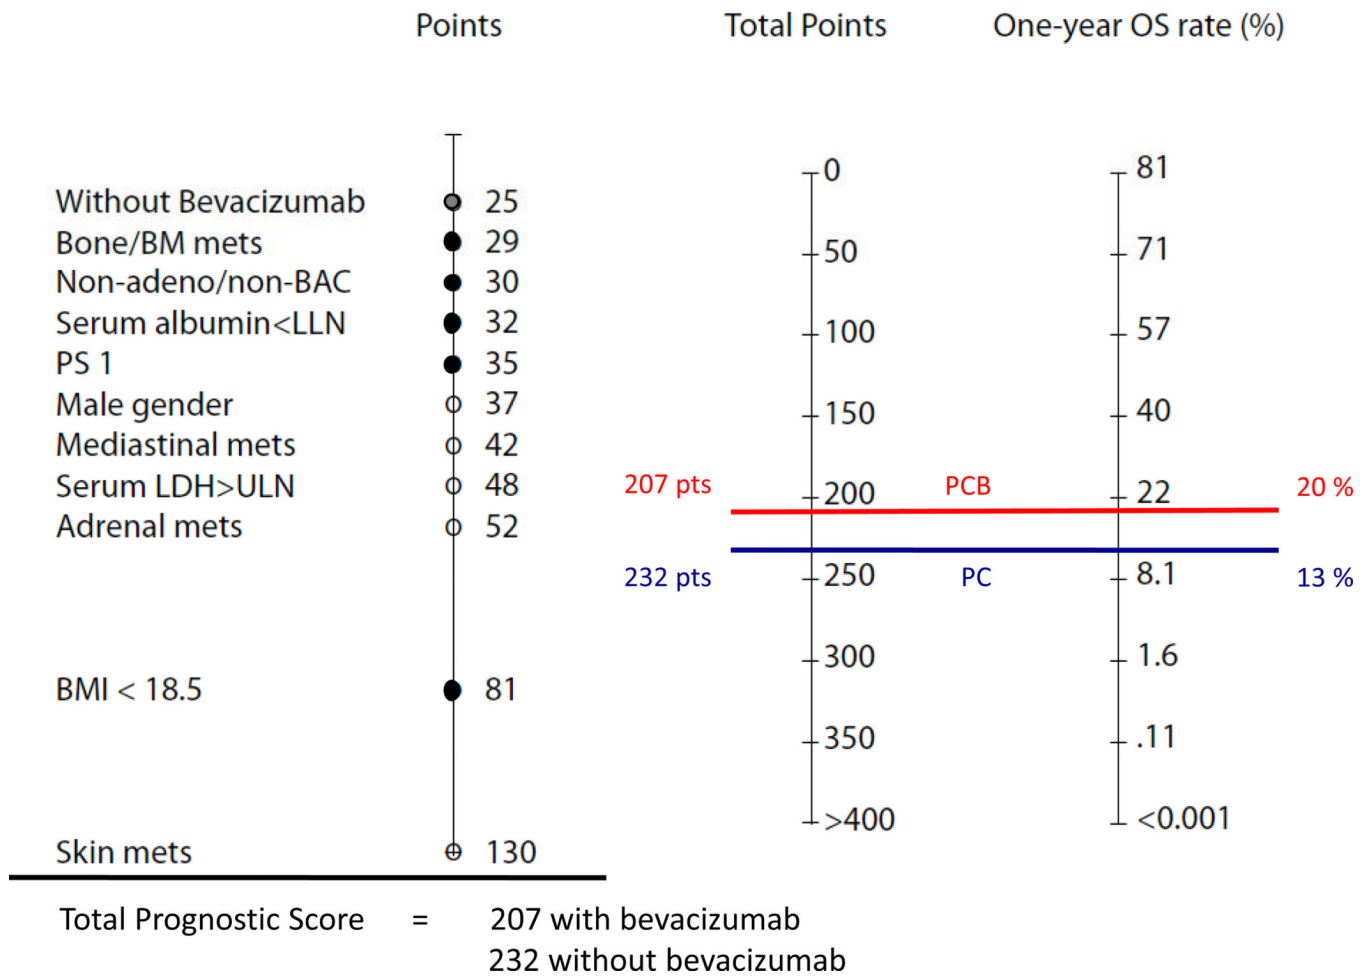 Points Total Points One-year OS rate (%)
Without Bevacizumab 25
Bone/BM mets 29
Non-adeno/non-BAC 30
Serum albumin<LLN 32
PS 1 35
Male gender 37
Mediastinal mets 42
Serum LDH>ULN 48
Adrenal mets 52
BMI < 18.5 81
Skin mets 130
0 81
50 71
100 57
150 40
207 pts 200 PCB 22 20 %
232 pts 250 PC 8.1 13 %
300 1.6
350 .11
>400 <0.001
Total Prognostic Score = 207 with bevacizumab
232 without bevacizumab